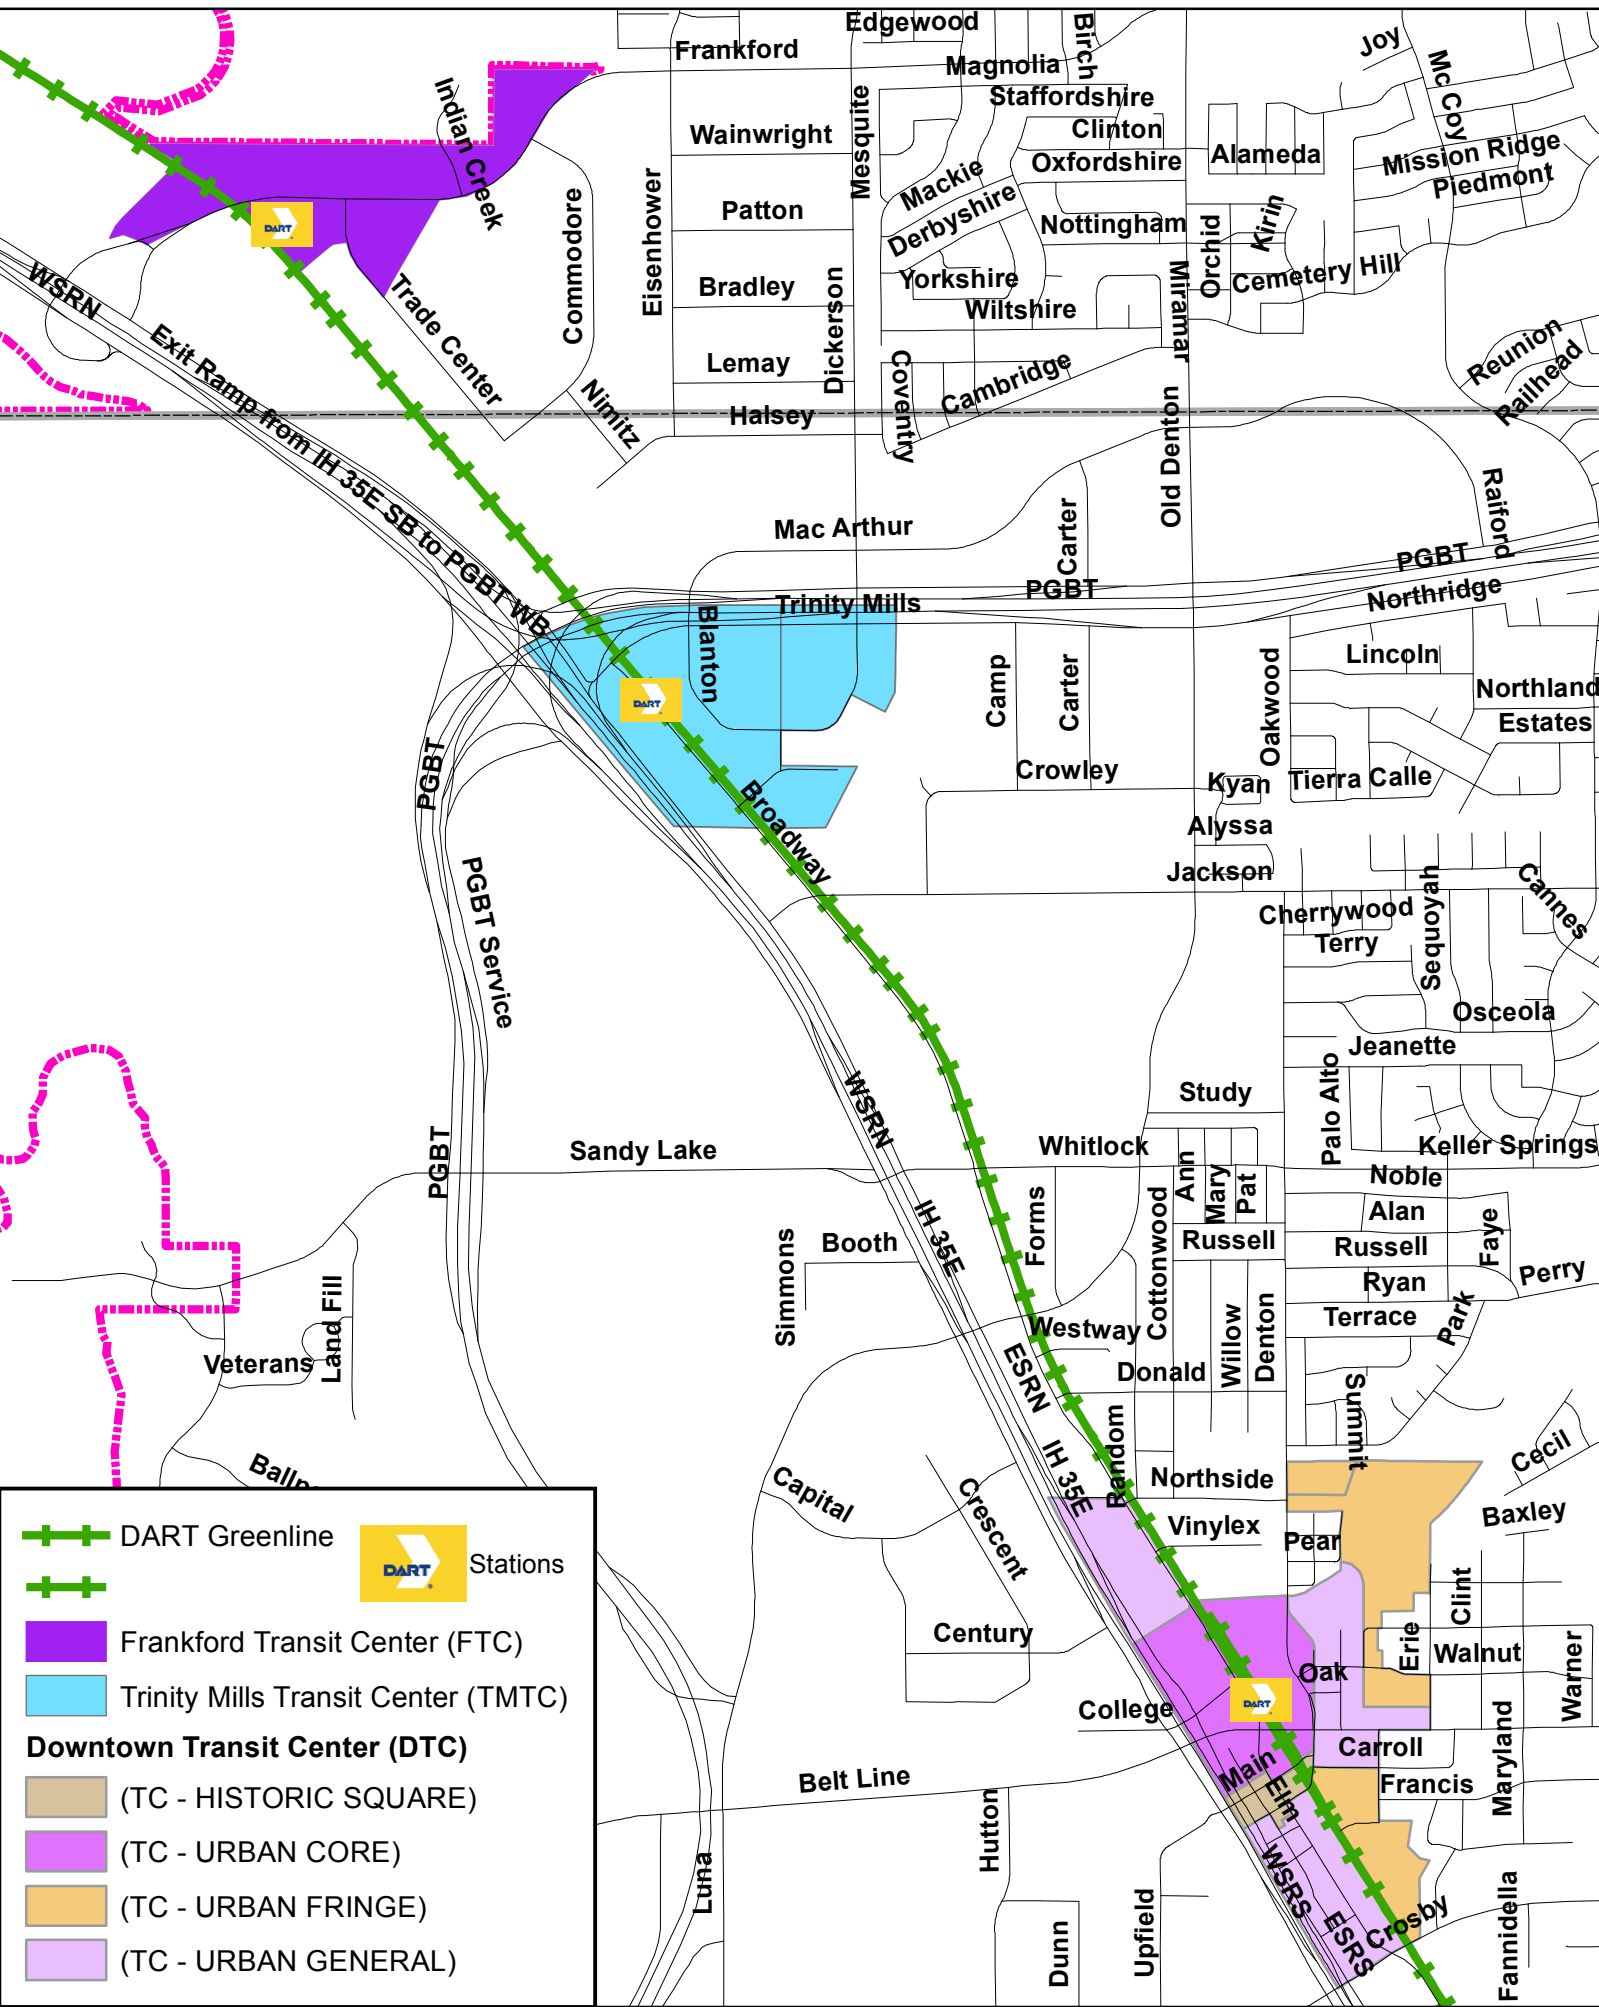 Edgewood
Birch
Joy
Frankford
Magnolia
Mc Coy
Indian Creek
Mesquite
Staffordshire
Wainwright
Clinton
Oxfordshire
Alameda
Mission Ridge
Piedmont
Mackie
Derbyshire
Eisenhower
Commodore
Patton
Nottingham
Orchid
Kirin
DART
WSRN
Trade Center
Bradley
Yorkshire
Wiltshire
Miramar
Cemetery Hill
Exit Ramp from IH 35E SB to PGBT WB
Dickerson
Lemay
Coventry
Cambridge
Reunion
Railhead
Nimitz
Halsey
Old Denton
Mac Arthur
Carter
Raiford
PGBT
PGBT
Northridge
Trinity Mills
Blanton
DART
Camp
Carter
Oakwood
Lincoln
Northland
Estates
PGBT
Broadway
Crowley
Kyan
Tierra Calle
Alyssa
Jackson
PGBT Service
Cherrywood
Terry
Sequoyah
Cannes
Osceola
Jeanette
WSRN
Study
Palo Alto
PGBT
Sandy Lake
Whitlock
Keller Springs
Noble
Ann
Mary
Pat
Alan
Forms
Cottonwood
Russell
Russell
Faye
IH 35E
Simmons
Booth
Ryan
Perry
Land Fill
Willow
Denton
Terrace
Park
Westway
Veterans
ESRN
Donald
Summit
Random
IH 35E
Cecil
Capital
Crescent
Northside
Baxley
Vinylex
Pear
Clint
Century
Erie
Walnut
Warner
Oak
DART
College
Carroll
Maryland
Main
Elm
Francis
Belt Line
Hutton
Luna
WSRS
ESRS
Crosby
Dunn
Upfield
Fannidella
DART Greenline
DART
Stations
Frankford Transit Center (FTC)
Trinity Mills Transit Center (TMTC)
Downtown Transit Center (DTC)
(TC - HISTORIC SQUARE)
(TC - URBAN CORE)
(TC - URBAN FRINGE)
(TC - URBAN GENERAL)